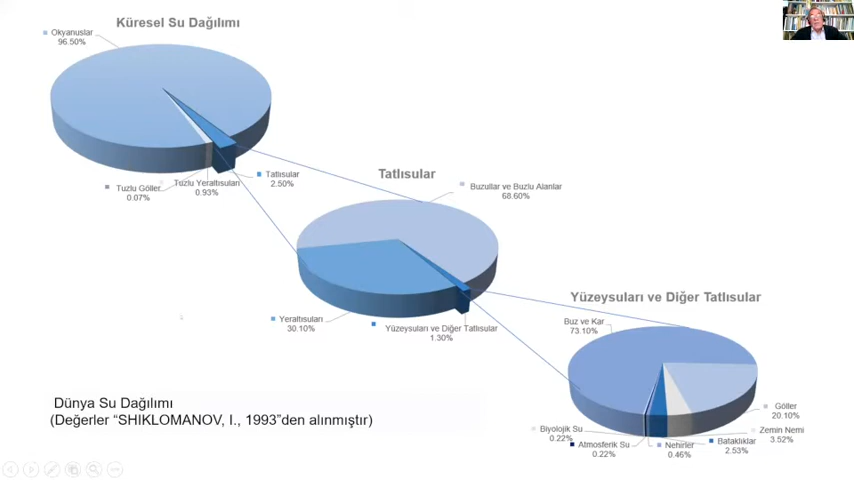 Küresel Su Dağılımı
Okyanuslar
96.50%
Tatlısular
2.50%
Tuzlu Yeraltısuları
0.93%
Tuzlu Göller
0.07%
Tatlısular
Buzullar ve Buzlu Alanlar
68.60%
Yeraltısuları
30.10%
Yüzeysuları ve Diğer Tatlısular
1.30%
Yüzeysuları ve Diğer Tatlısular
Buz ve Kar
73.10%
Göller
20.10%
Zemin Nemi
3.52%
Bataklıklar
2.53%
Nehirler
0.46%
Atmosferik Su
0.22%
Biyolojik Su
0.22%
Dünya Su Dağılımı
(Değerler “SHIKLOMANOV, I., 1993”den alınmıştır)